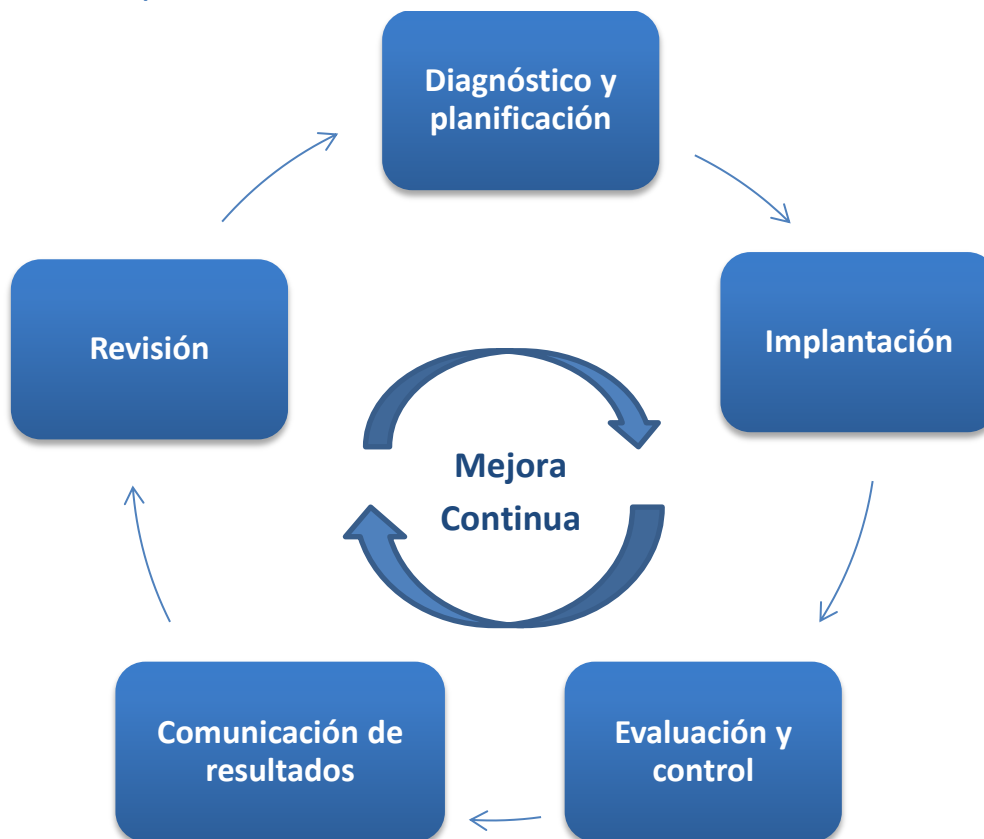 Diagnóstico y
planificación
Implantación
Evaluación y
control
Comunicación de
resultados
Revisión
Mejora
Continua